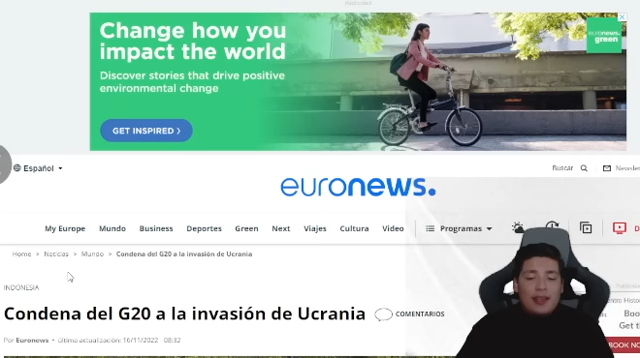 Change how you
impact the world
euronews.
green
Discover stories that drive positive
environmental change
GET INSPIRED >
Español
Buscar
euronews.
My Europe Mundo Business Deportes Green Next Viajes Cultura Video Programas
Home > Noticias > Mundo > Condena del G20 a la invasión de Ucrania
INDONESIA
Condena del G20 a la invasión de Ucrania
COMENTARIOS
Por Euronews • Última actualización: 16/11/2022 - 08:32
Get t
BOOK NO